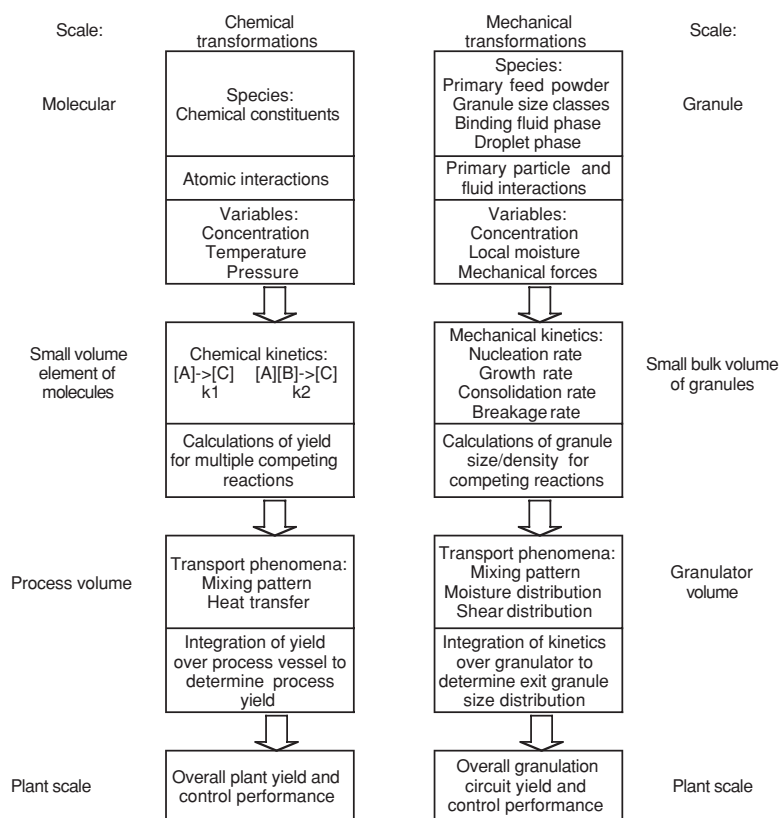 Scale:
Chemical
transformations
Mechanical
transformations
Scale:
Molecular
Species:
Chemical constituents
Atomic interactions
Variables:
Concentration
Temperature
Pressure
Species:
Primary feed powder
Granule size classes
Binding fluid phase
Droplet phase
Primary particle and
fluid interactions
Variables:
Concentration
Local moisture
Mechanical forces
Granule
Small volume
element of
molecules
Chemical kinetics:
[A]->[C] [A][B]->[C]
k1 k2
Calculations of yield
for multiple competing
reactions
Mechanical kinetics:
Nucleation rate
Growth rate
Consolidation rate
Breakage rate
Calculations of granule
size/density for
competing reactions
Small bulk volume
of granules
Process volume
Transport phenomena:
Mixing pattern
Heat transfer
Integration of yield
over process vessel to
determine process
yield
Transport phenomena:
Mixing pattern
Moisture distribution
Shear distribution
Integration of kinetics
over granulator to
determine exit granule
size distribution
Granulator
volume
Plant scale
Overall plant yield and
control performance
Overall granulation
circuit yield and
control performance
Plant scale